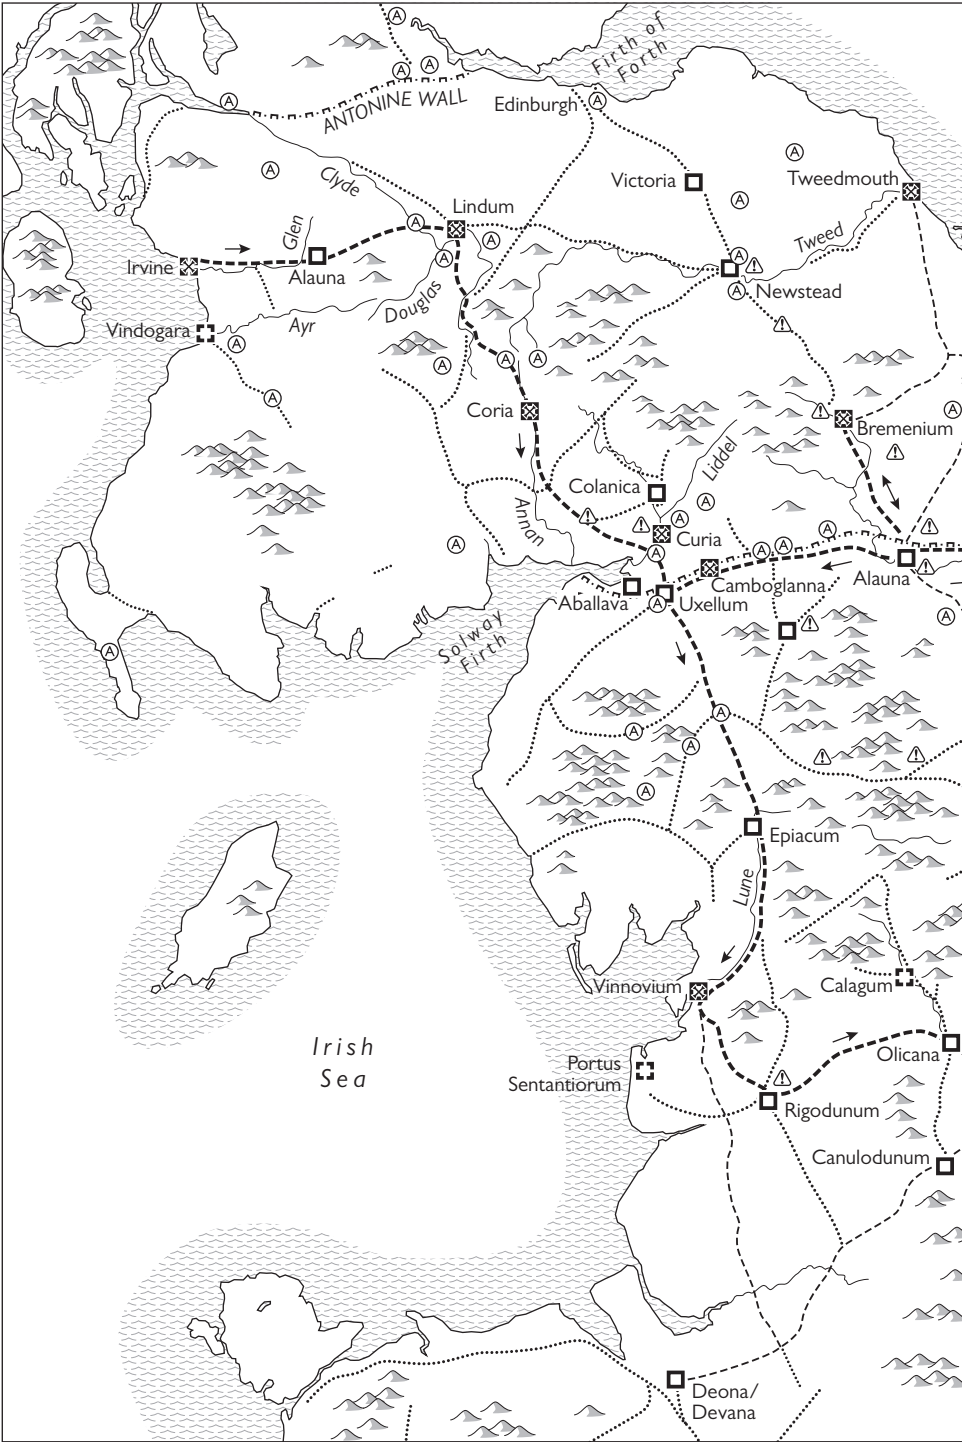 Firth of
Forth
ANTONINE WALL
Edinburgh
Clyde
Victoria
Tweedmouth
Lindum
Glen
Tweed
Irvine
Alauna
Newstead
Douglas
Vindogara
Ayr
Coria
Bremenium
Liddel
Colanica
Annan
Curia
Camboglanna
Alauna
Aballava
Uxellum
Solway
Firth
Epiacum
Lune
Vinnovium
Calagum
Irish
Sea
Olicana
Portus
Sentantiorum
Rigodunum
Canulodunum
Deona/
Devana